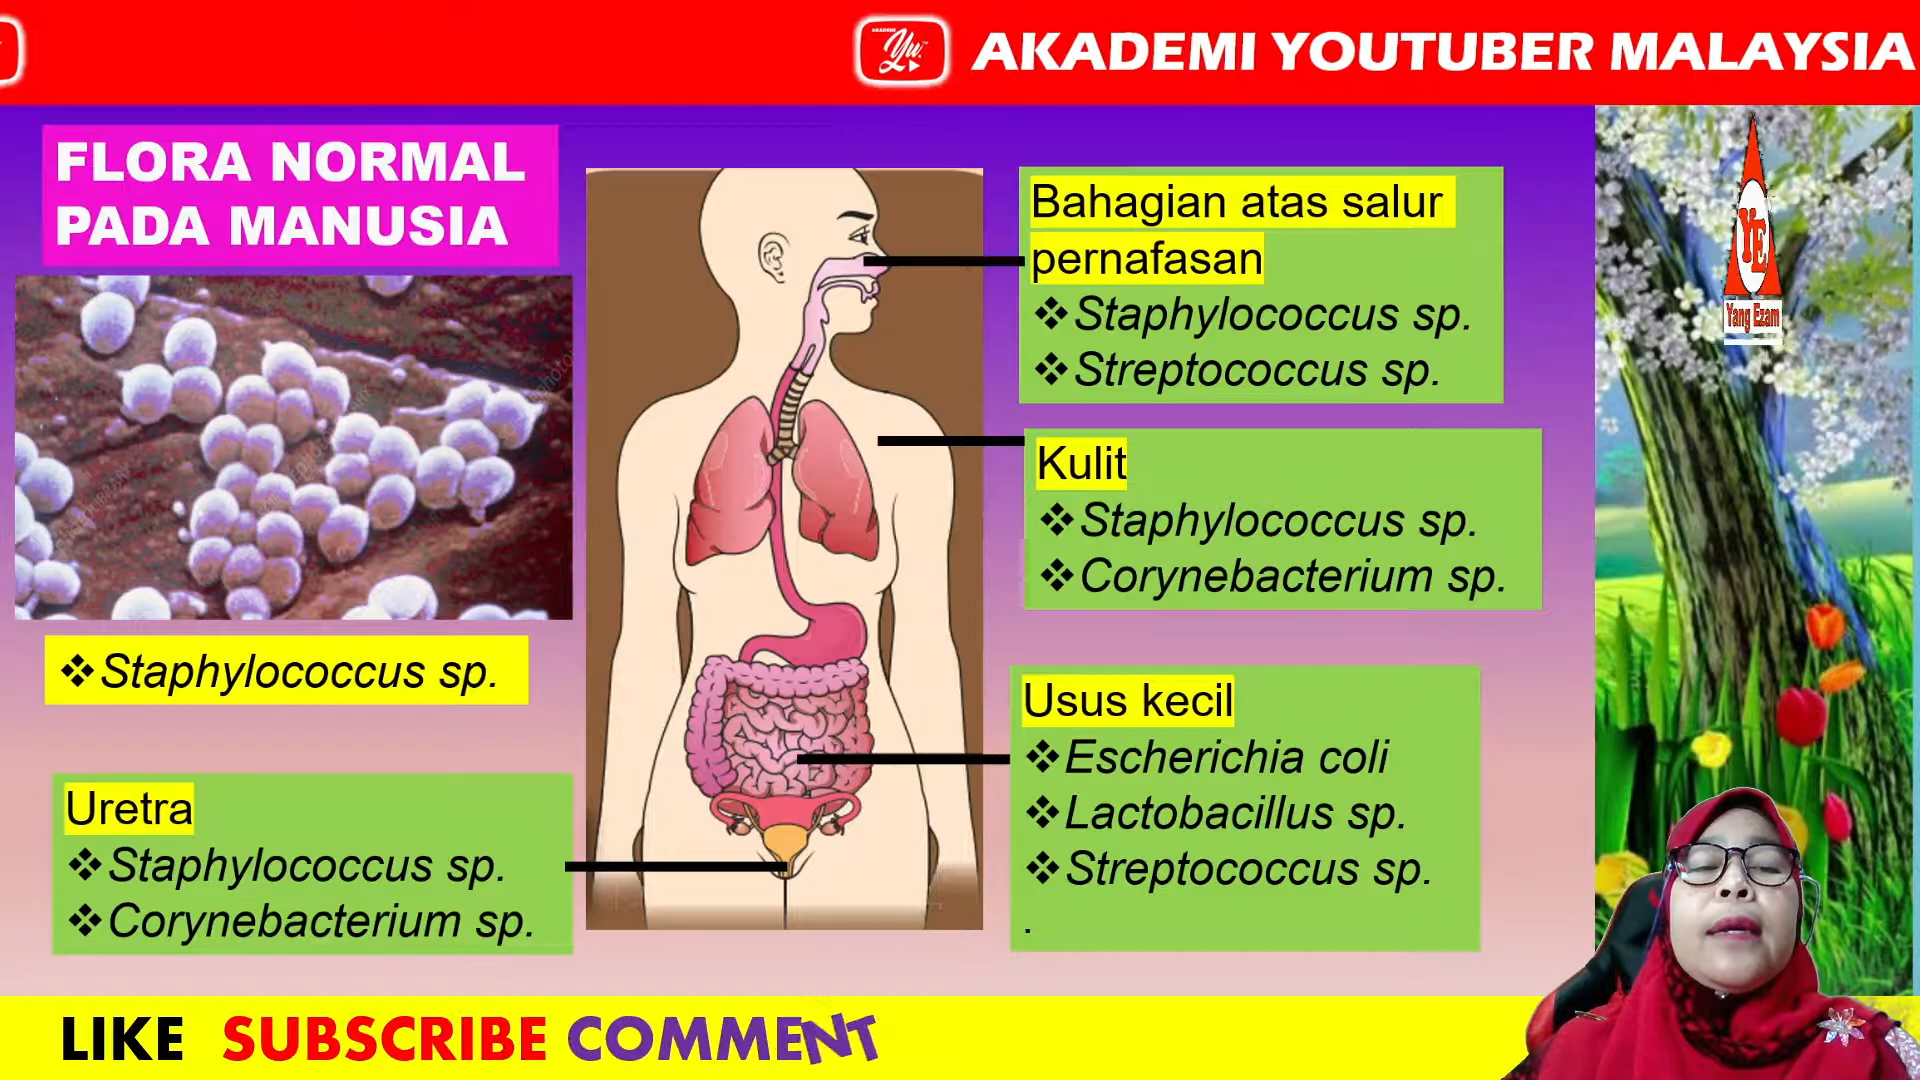 AKADEMI YOUTUBER MALAYSIA
FLORA NORMAL
PADA MANUSIA
❖Staphylococcus sp.
Uretra
❖Staphylococcus sp.
❖Corynebacterium sp.
Bahagian atas salur
pernafasan
❖Staphylococcus sp.
❖Streptococcus sp.
Kulit
❖Staphylococcus sp.
❖Corynebacterium sp.
Usus kecil
❖Escherichia coli
❖Lactobacillus sp.
❖Streptococcus sp.
.
YE
Yang Ezam
LIKE SUBSCRIBE COMMENT